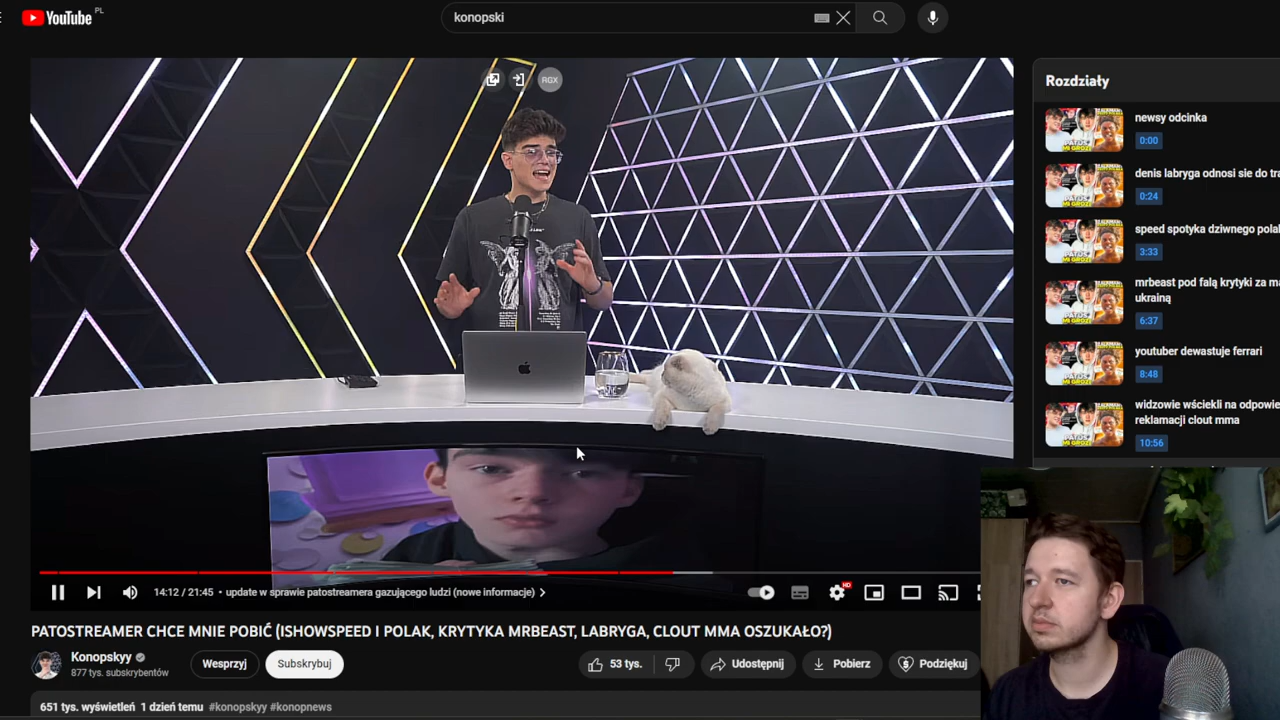 YouTube PL
konopski
RGX
Rozdziały
newsy odcinka
0:00
denis labryga odnosi sie do tra
0:24
speed spotyka dziwnego pola
3:33
mrbeast pod falą krytyki za m
ukrainą
6:37
youtuber dewastuje ferrari
8:48
widzowie wściekli na odpowie
reklamacji clout mma
10:56
14:12 / 21:45 • update w sprawie patostreamera gazującego ludzi (nowe informacje)
HD
PATOSTREAMER CHCE MNIE POBIĆ (ISHOWSPEED I POLAK, KRYTYKA MRBEAST, LABRYGA, CLOUT MMA OSZUKAŁO?)
Konopskyy
877 tys. subskrybentów
Wesprzyj
Subskrybuj
53 tys.
Udostępnij
Pobierz
Podziękuj
651 tys. wyświetleń 1 dzień temu #konopskyy #konopnews